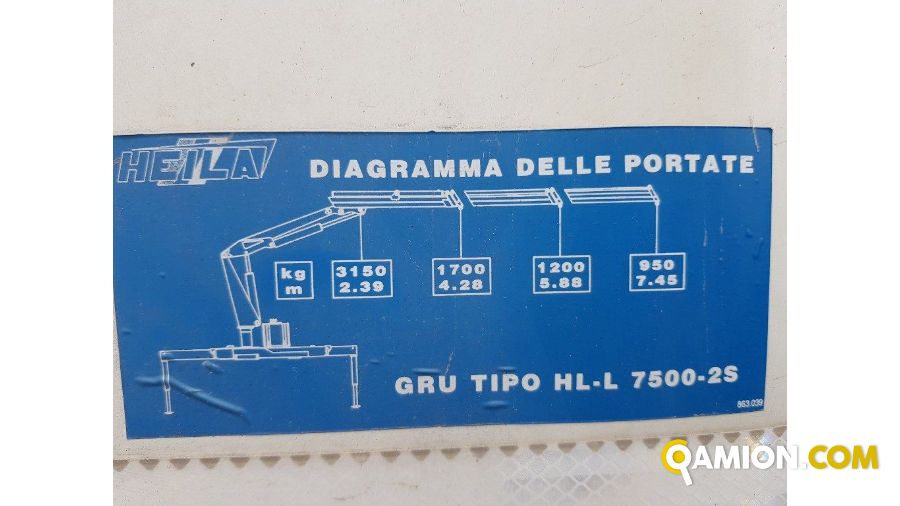 HEILA
DIAGRAMMA DELLE PORTATE
kg
m
3150
2.39
1700
4.28
1200
5.88
950
7.45
GRU TIPO HL-L 7500-2S
863.039
QAMION.COM